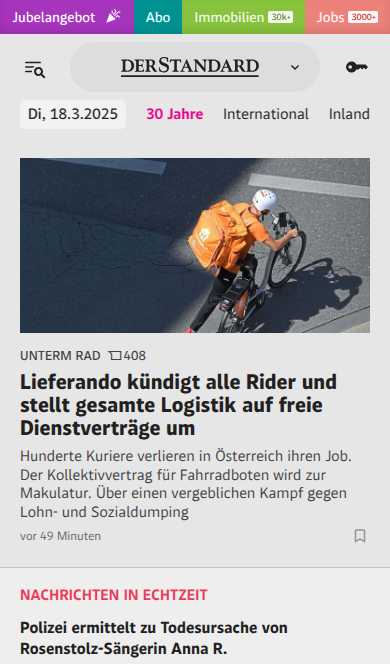 Jubelangebot Abo Immobilien 30k+ Jobs 3000+
DERSTANDARD
Di, 18.3.2025 30 Jahre International Inland
UNTERM RAD 408
Lieferando kündigt alle Rider und
stellt gesamte Logistik auf freie
Dienstverträge um
Hunderte Kuriere verlieren in Österreich ihren Job.
Der Kollektivvertrag für Fahrradboten wird zur
Makulatur. Über einen vergeblichen Kampf gegen
Lohn- und Sozialdumping
vor 49 Minuten
NACHRICHTEN IN ECHTZEIT
Polizei ermittelt zu Todesursache von
Rosenstolz-Sängerin Anna R.